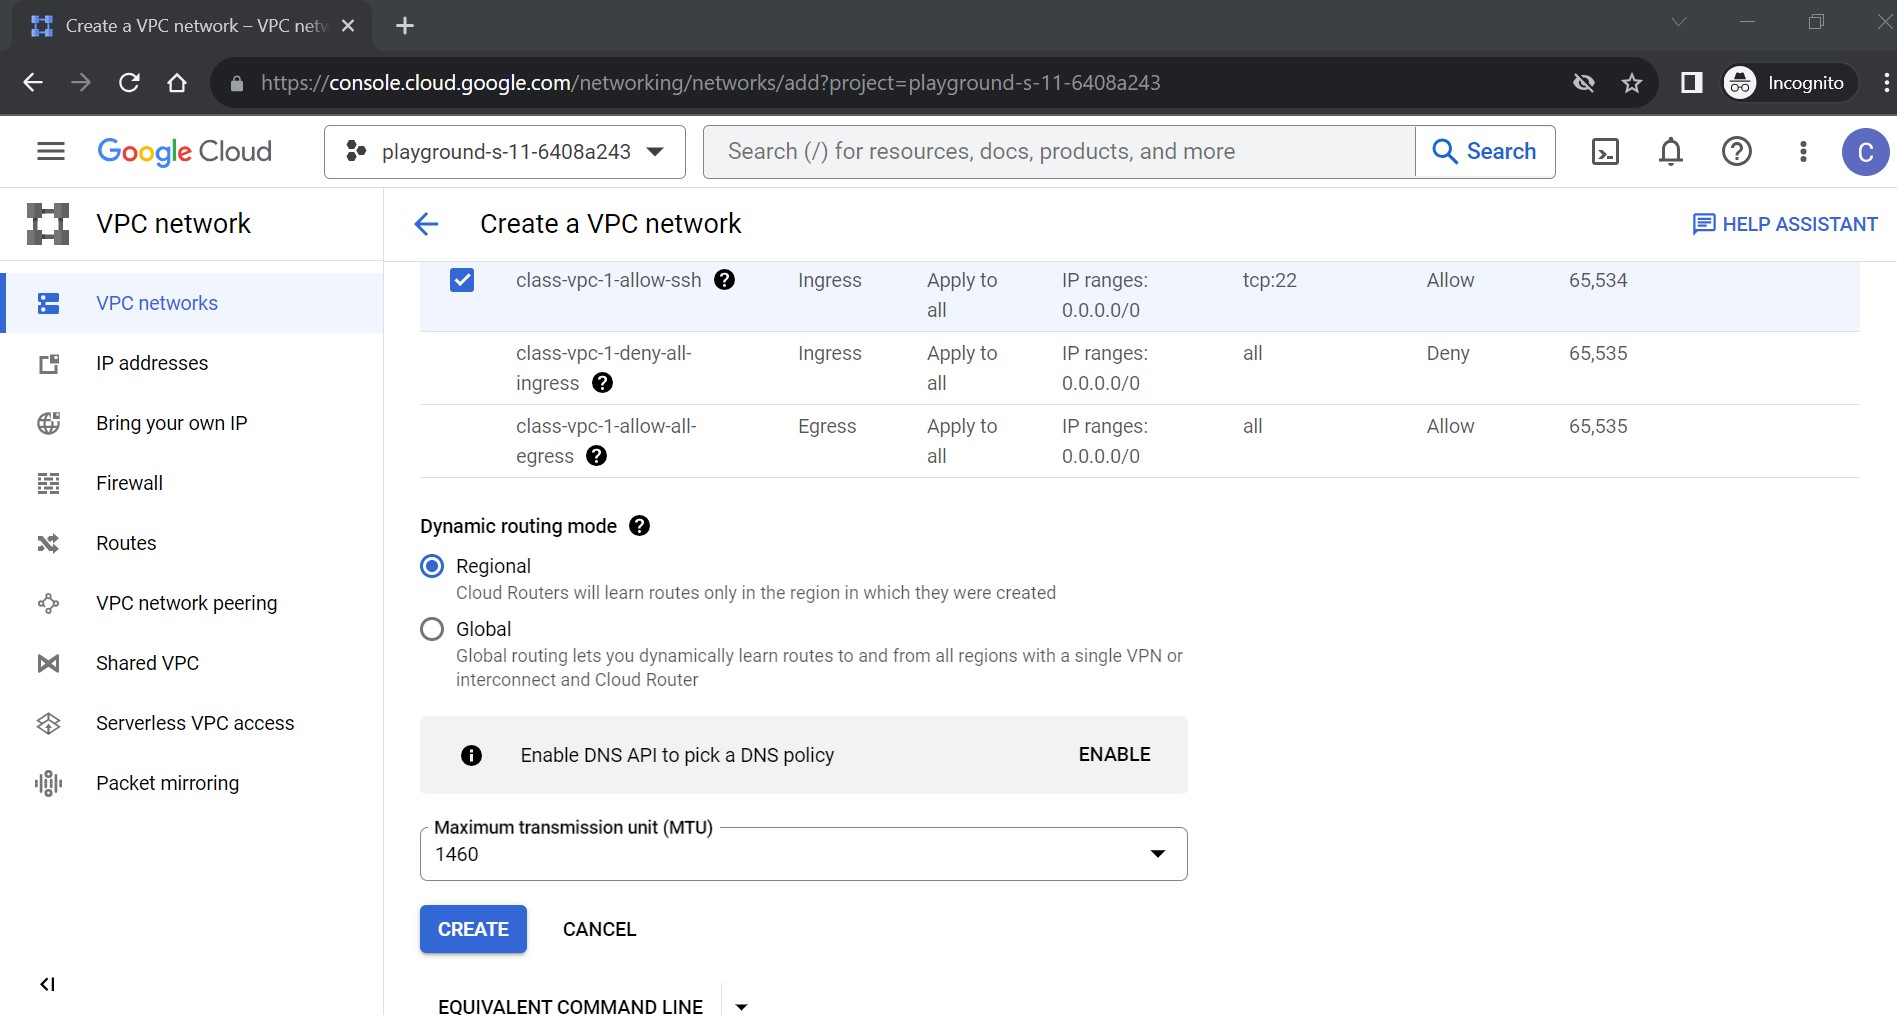 Create a VPC network – VPC netw
https://console.cloud.google.com/networking/networks/add?project=playground-s-11-6408a243
Incognito
Google Cloud
playground-s-11-6408a243
Search (/) for resources, docs, products, and more
Search
C
VPC network
Create a VPC network
HELP ASSISTANT
VPC networks
IP addresses
Bring your own IP
Firewall
Routes
VPC network peering
Shared VPC
Serverless VPC access
Packet mirroring
class-vpc-1-allow-ssh Ingress Apply to IP ranges: tcp:22 Allow 65,534
all 0.0.0.0/0
class-vpc-1-deny-all- Ingress Apply to IP ranges: all Deny 65,535
ingress all 0.0.0.0/0
class-vpc-1-allow-all- Egress Apply to IP ranges: all Allow 65,535
egress all 0.0.0.0/0
Dynamic routing mode
Regional
Cloud Routers will learn routes only in the region in which they were created
Global
Global routing lets you dynamically learn routes to and from all regions with a single VPN or
interconnect and Cloud Router
Enable DNS API to pick a DNS policy ENABLE
Maximum transmission unit (MTU)
1460
CREATE CANCEL
EQUIVALENT COMMAND LINE